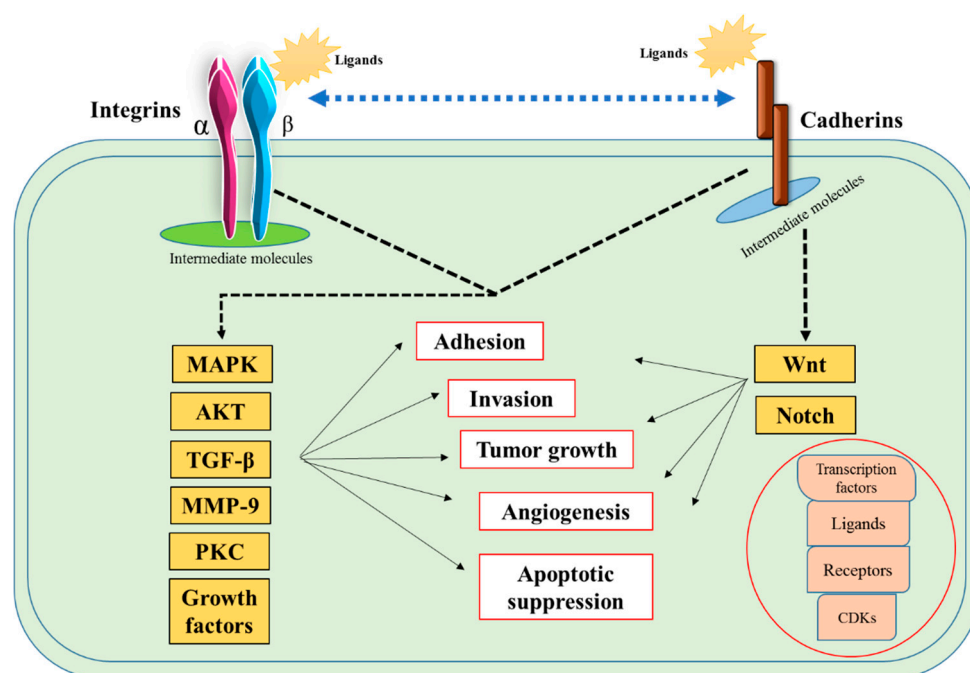 Ligands
Integrins
α
β
Intermediate molecules
Ligands
Cadherins
Intermediate molecules
MAPK
AKT
TGF-β
MMP-9
PKC
Growth
factors
Adhesion
Invasion
Tumor growth
Angiogenesis
Apoptotic
suppression
Wnt
Notch
Transcription
factors
Ligands
Receptors
CDKs